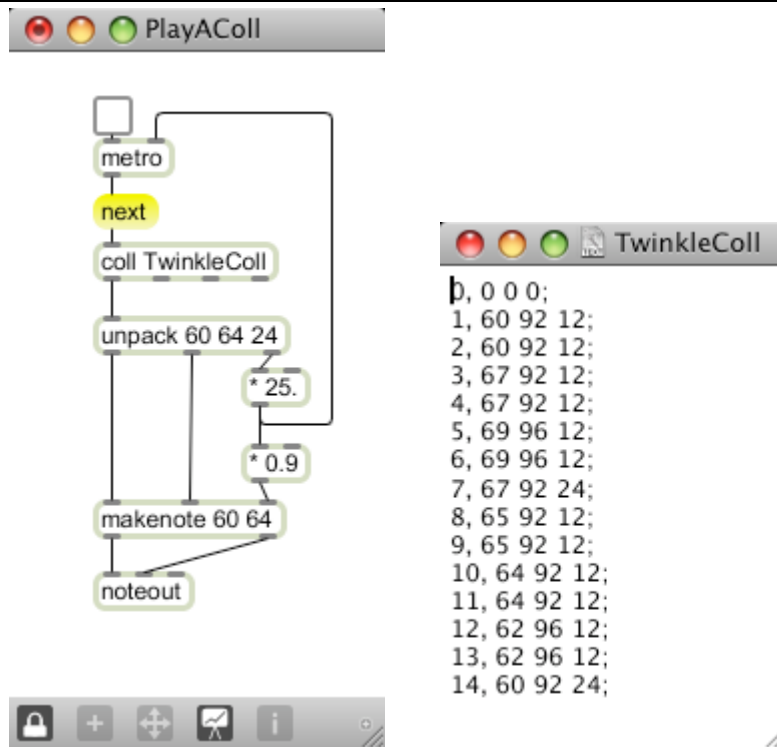 PlayAColl
metro
next
coll TwinkleColl
unpack 60 64 24
* 25.
* 0.9
makenote 60 64
noteout
TwinkleColl
0, 0 0 0;
1, 60 92 12;
2, 60 92 12;
3, 67 92 12;
4, 67 92 12;
5, 69 96 12;
6, 69 96 12;
7, 67 92 24;
8, 65 92 12;
9, 65 92 12;
10, 64 92 12;
11, 64 92 12;
12, 62 96 12;
13, 62 96 12;
14, 60 92 24;